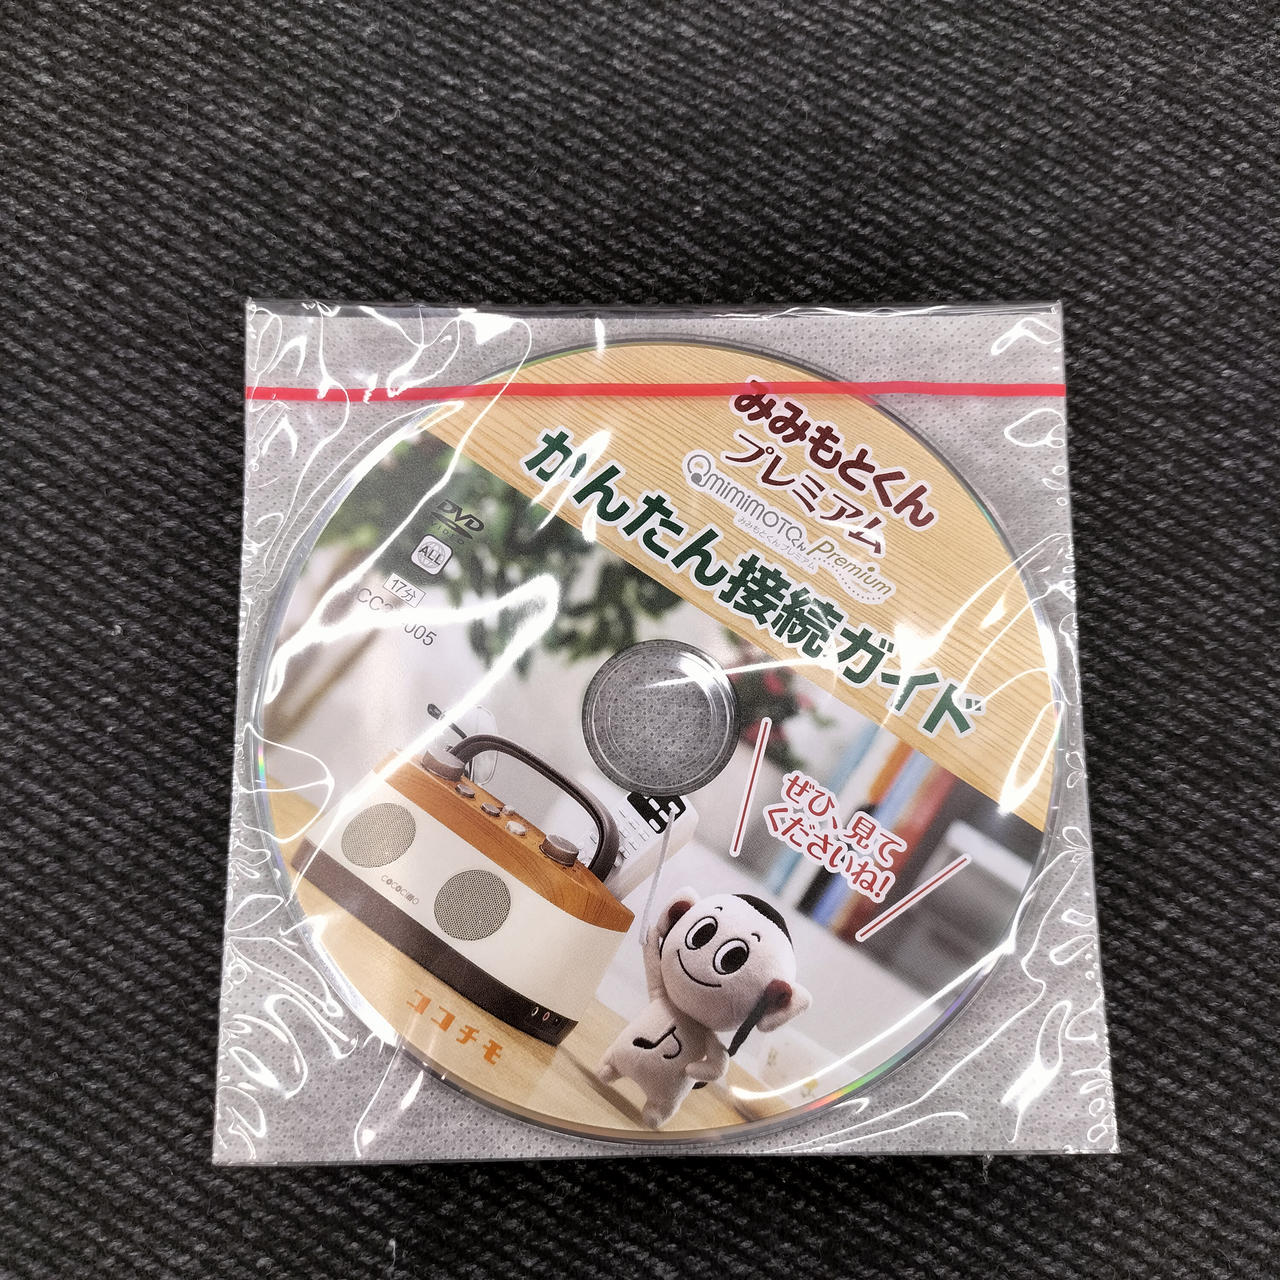 みみもとくん
プレミアム
mimiMOTOくん Premium
みみもとくんプレミアム
かんたん接続ガイド
DVD
VIDEO
ALL
17分
ぜひ、見て
くださいね!
COCOCIMO
ココチモ